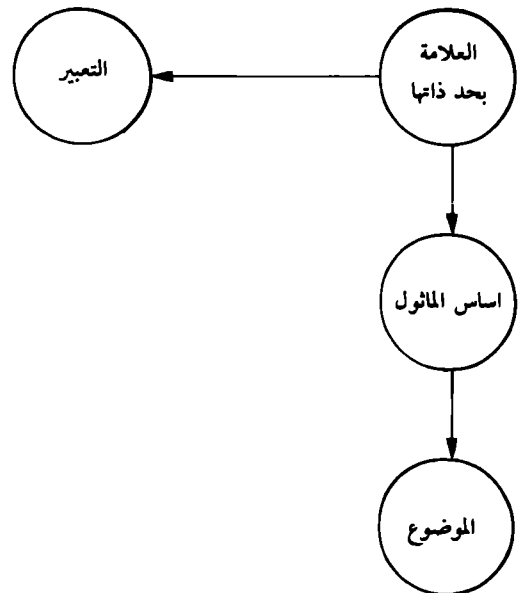 العلامة
بحد ذاتها
التعبير
اساس الماثول
الموضوع